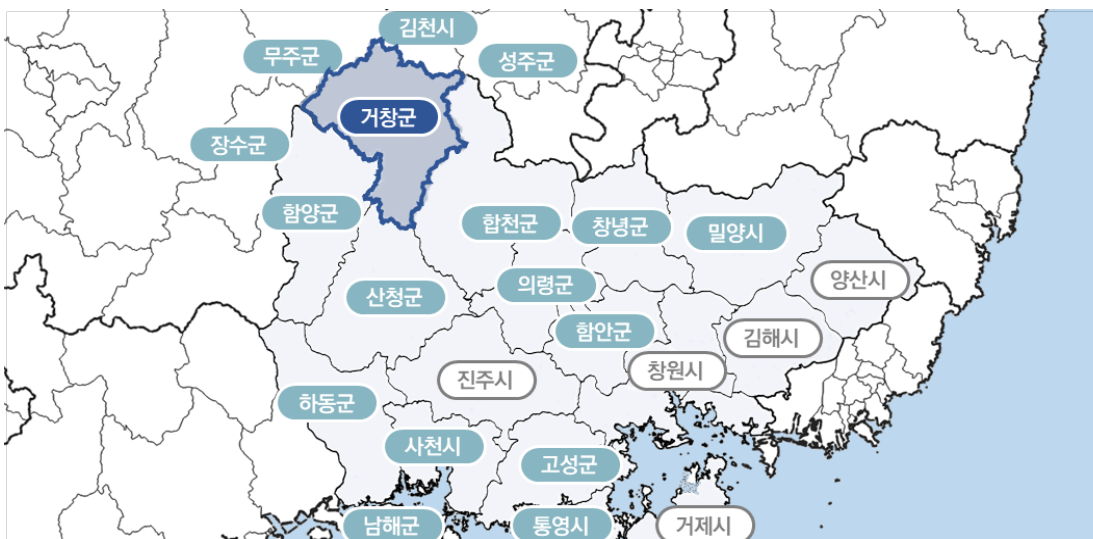 김천시
무주군
성주군
거창군
장수군
함양군
합천군
창녕군
밀양시
양산시
의령군
산청군
함안군
김해시
창원시
진주시
하동군
사천시
고성군
남해군
통영시
거제시